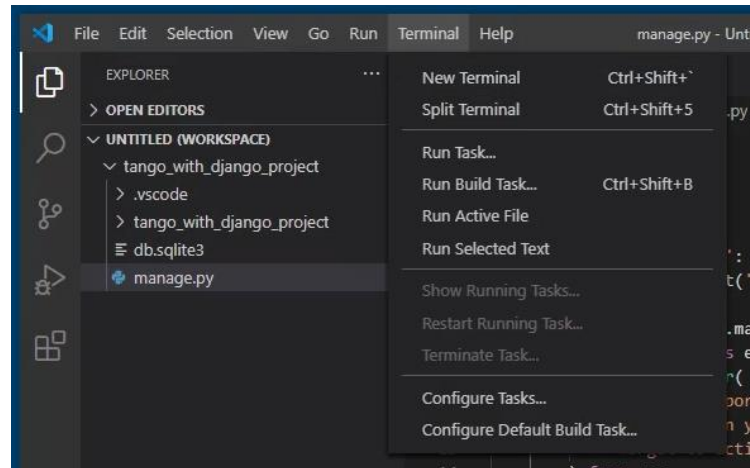 File Edit Selection View Go Run Terminal Help manage.py - Unt
EXPLORER ...
OPEN EDITORS
UNTITLED (WORKSPACE)
tango_with_django_project
.vscode
tango_with_django_project
db.sqlite3
manage.py
New Terminal Ctrl+Shift+`
Split Terminal Ctrl+Shift+5
Run Task...
Run Build Task... Ctrl+Shift+B
Run Active File
Run Selected Text
Show Running Tasks...
Restart Running Task...
Terminate Task...
Configure Tasks...
Configure Default Build Task...
.py